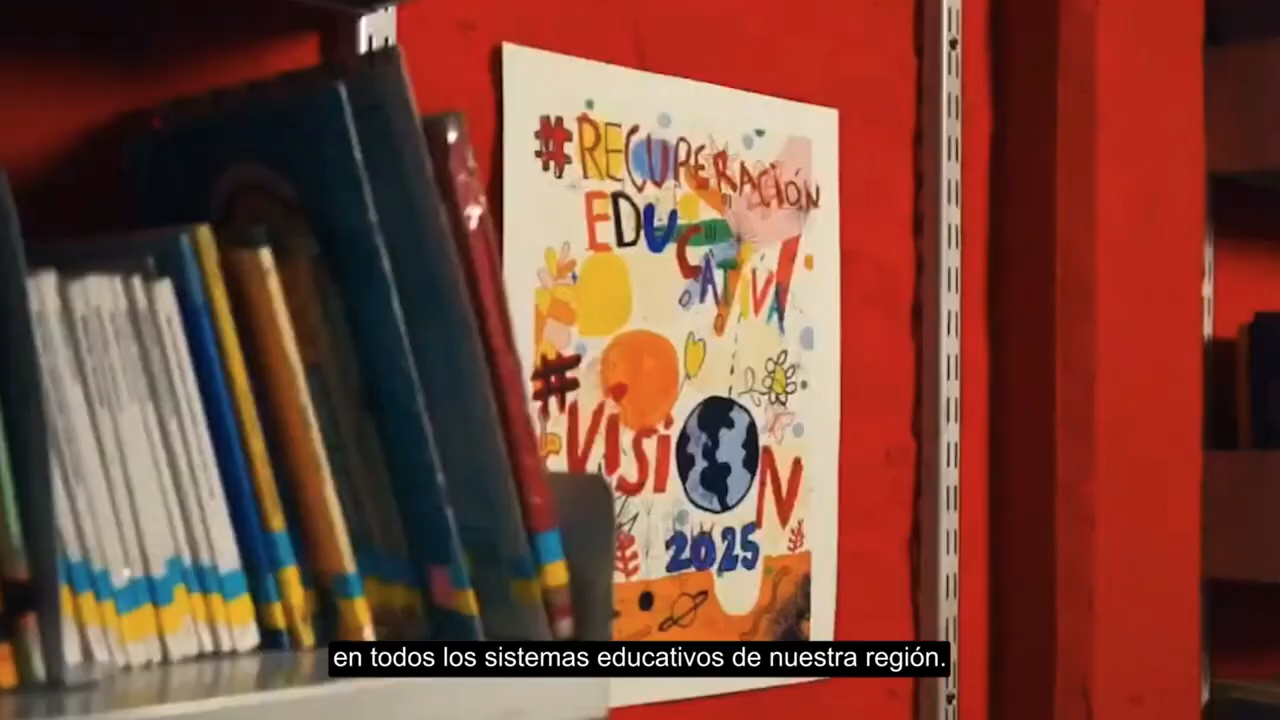 #RECUPERACIÓN
EDUCATIVA
#VISIÓN
2025
en todos los sistemas educativos de nuestra región.